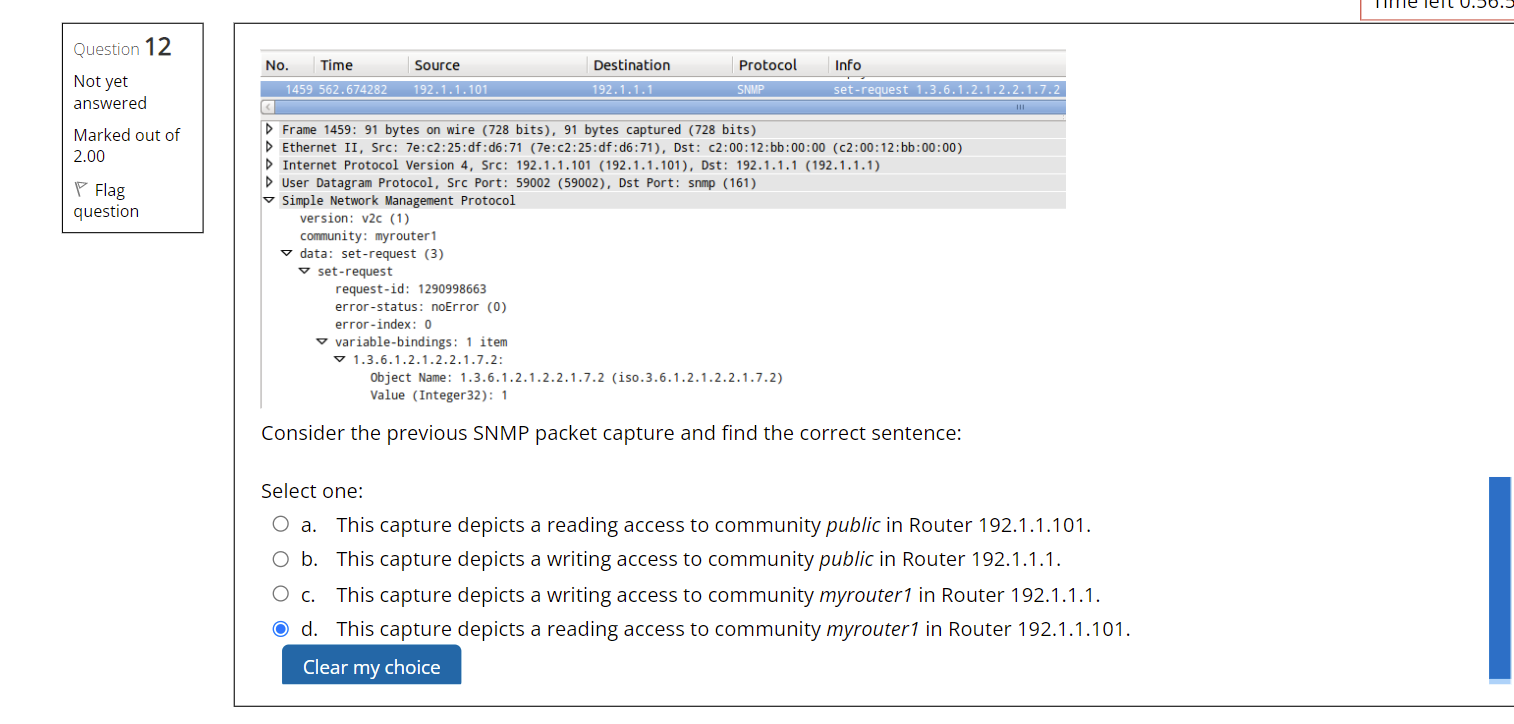 Time left 0:56:5
Question 12
Not yet
answered
Marked out of
2.00
Flag
question
No. Time Source Destination Protocol Info
1459 562.674282 192.1.1.101 192.1.1.1 SNMP set-request 1.3.6.1.2.1.2.2.1.7.2
Frame 1459: 91 bytes on wire (728 bits), 91 bytes captured (728 bits)
Ethernet II, Src: 7e:c2:25:df:d6:71 (7e:c2:25:df:d6:71), Dst: c2:00:12:bb:00:00 (c2:00:12:bb:00:00)
Internet Protocol Version 4, Src: 192.1.1.101 (192.1.1.101), Dst: 192.1.1.1 (192.1.1.1)
User Datagram Protocol, Src Port: 59002 (59002), Dst Port: snmp (161)
Simple Network Management Protocol
version: v2c (1)
community: myrouter1
data: set-request (3)
set-request
request-id: 1290998663
error-status: noError (0)
error-index: 0
variable-bindings: 1 item
1.3.6.1.2.1.2.2.1.7.2:
Object Name: 1.3.6.1.2.1.2.2.1.7.2 (iso.3.6.1.2.1.2.2.1.7.2)
Value (Integer32): 1
Consider the previous SNMP packet capture and find the correct sentence:
Select one:
a. This capture depicts a reading access to community public in Router 192.1.1.101.
b. This capture depicts a writing access to community public in Router 192.1.1.1.
c. This capture depicts a writing access to community myrouter1 in Router 192.1.1.1.
d. This capture depicts a reading access to community myrouter1 in Router 192.1.1.101.
Clear my choice